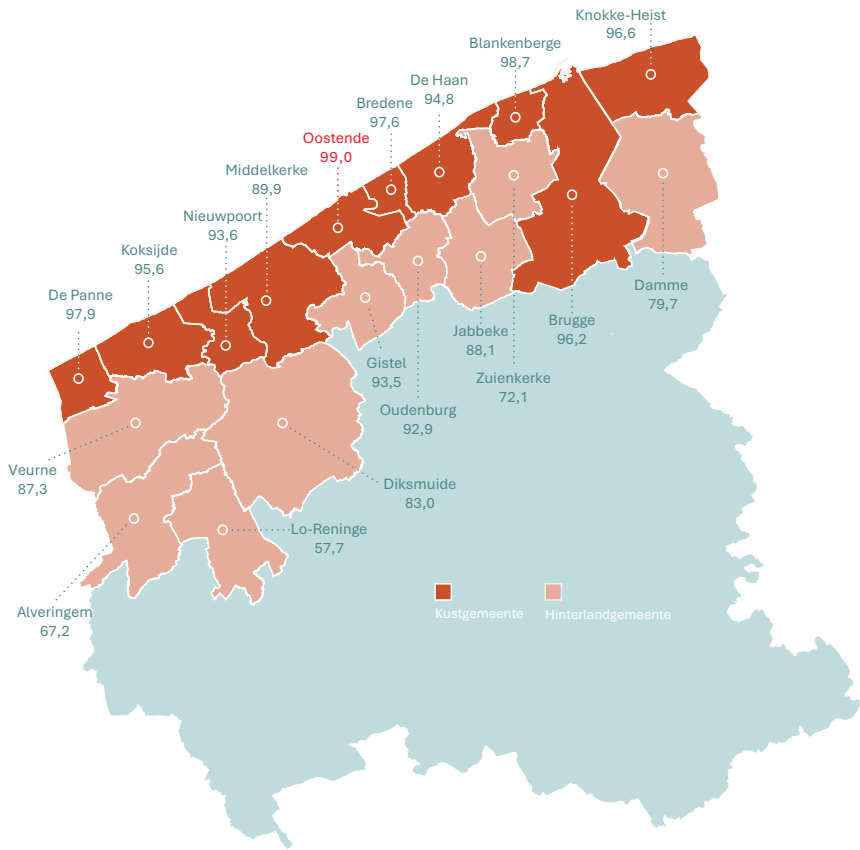 Knokke-Heist
96,6
Blankenberge
98,7
De Haan
94,8
Bredene
97,6
Oostende
99,0
Middelkerke
89,9
Nieuwpoort
93,6
Koksijde
95,6
De Panne
97,9
Damme
79,7
Brugge
96,2
Jabbeke
88,1
Zuienkerke
72,1
Gistel
93,5
Oudenburg
92,9
Veurne
87,3
Diksmuide
83,0
Lo-Reninge
57,7
Alveringem
67,2
Kustgemeente
Hinterlandgemeente